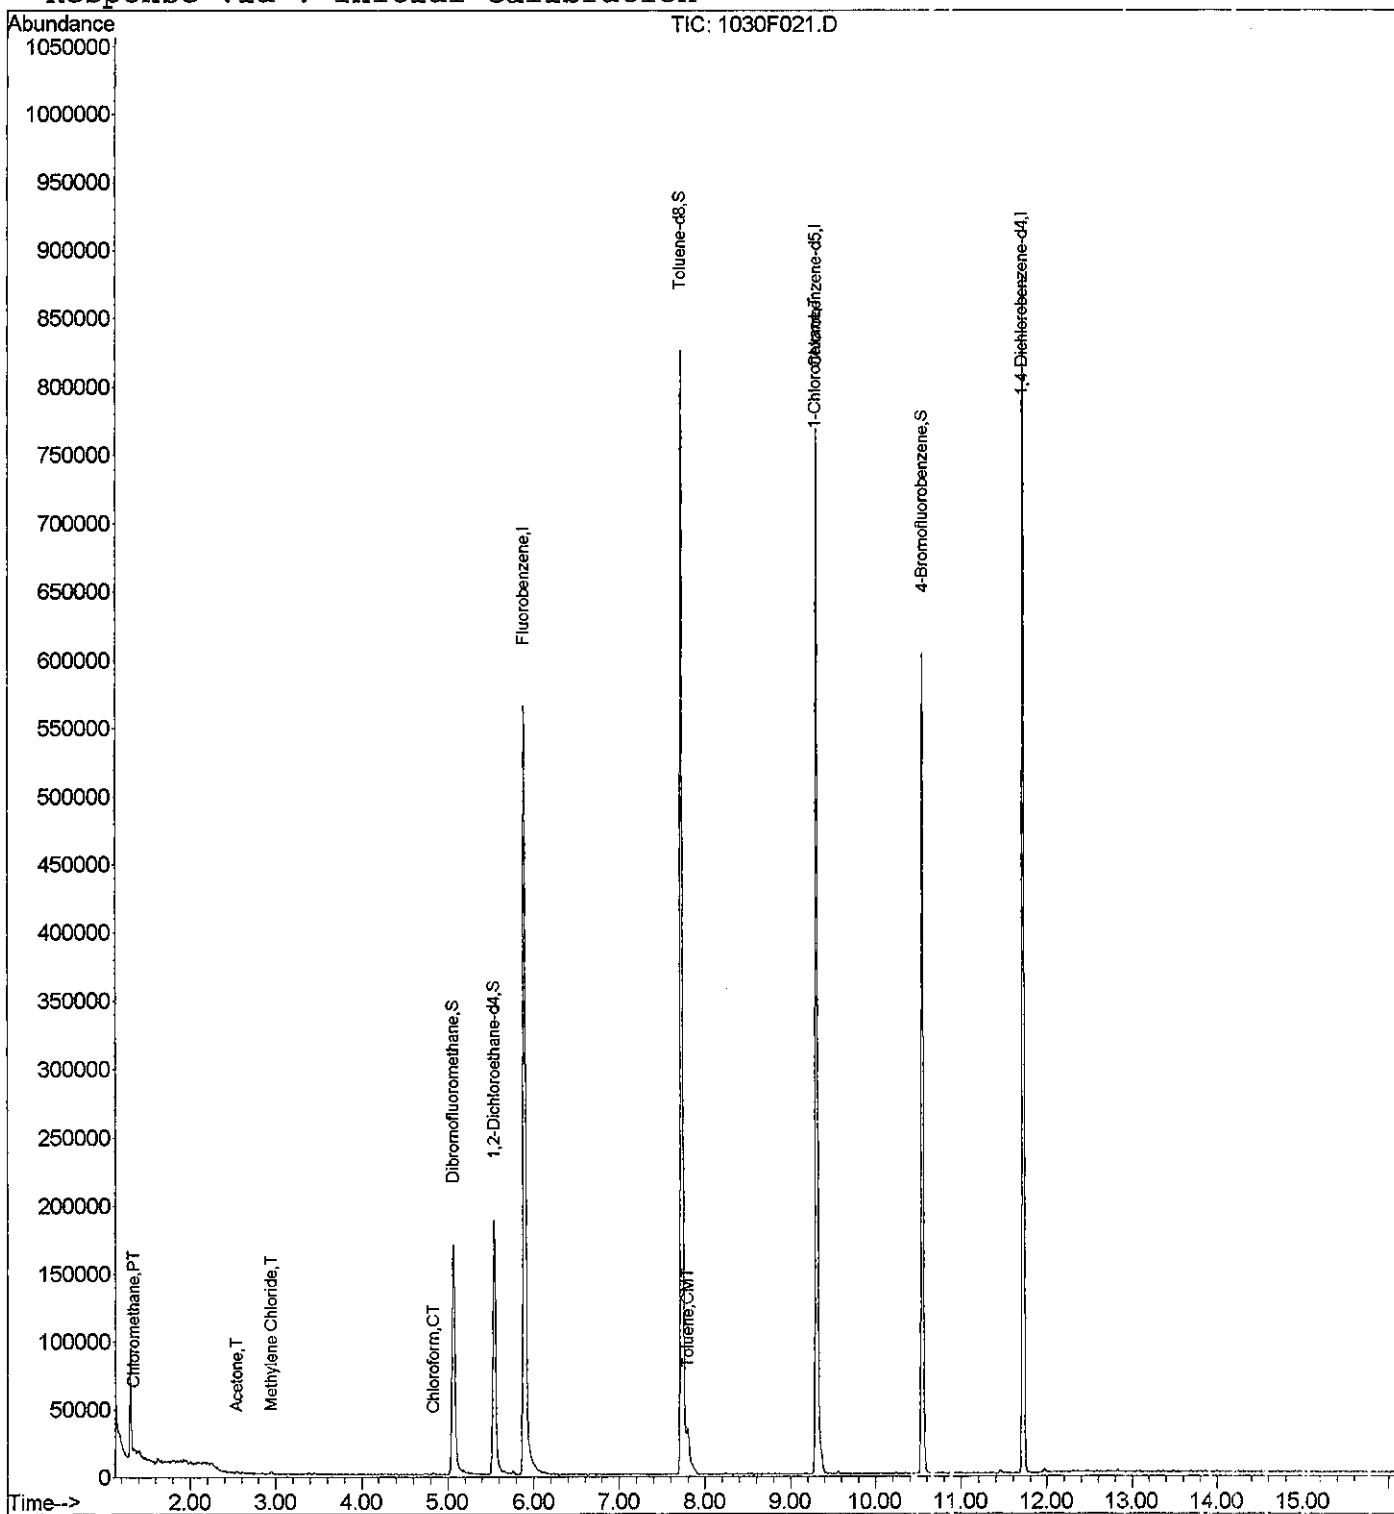 Response via : Initial Calibration
Abundance
TIC: 1030F021.D
1050000
1000000
950000
900000
850000
800000
750000
700000
650000
600000
550000
500000
450000
400000
350000
300000
250000
200000
150000
100000
50000
0
Chloromethane,PT
Acetone,T
Methylene Chloride,T
Chloroform,CT
Dibromofluoromethane,S
1,2-Dichloroethane-d4,S
Fluorobenzene,I
Toluene-d8,S
Toluene,CMT
4-Bromofluorobenzene,S
1,4-Dichlorobenzene-d4,I
Time-->
2.00 3.00 4.00 5.00 6.00 7.00 8.00 9.00 10.00 11.00 12.00 13.00 14.00 15.00